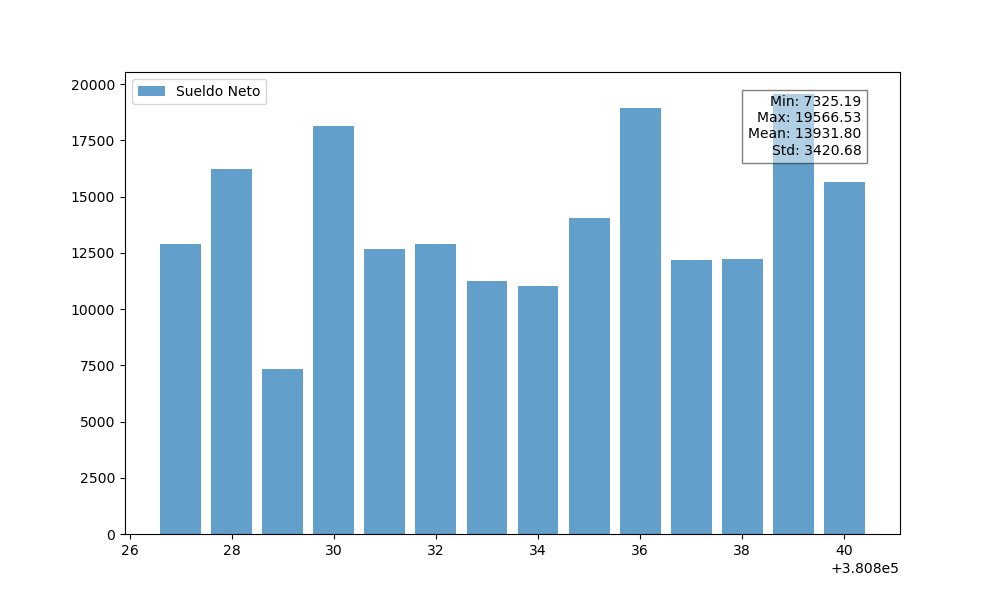 20000
17500
15000
12500
10000
7500
5000
2500
0
Sueldo Neto
Min: 7325.19
Max: 19566.53
Mean: 13931.80
Std: 3420.68
26 28 30 32 34 36 38 40
+3.808e5